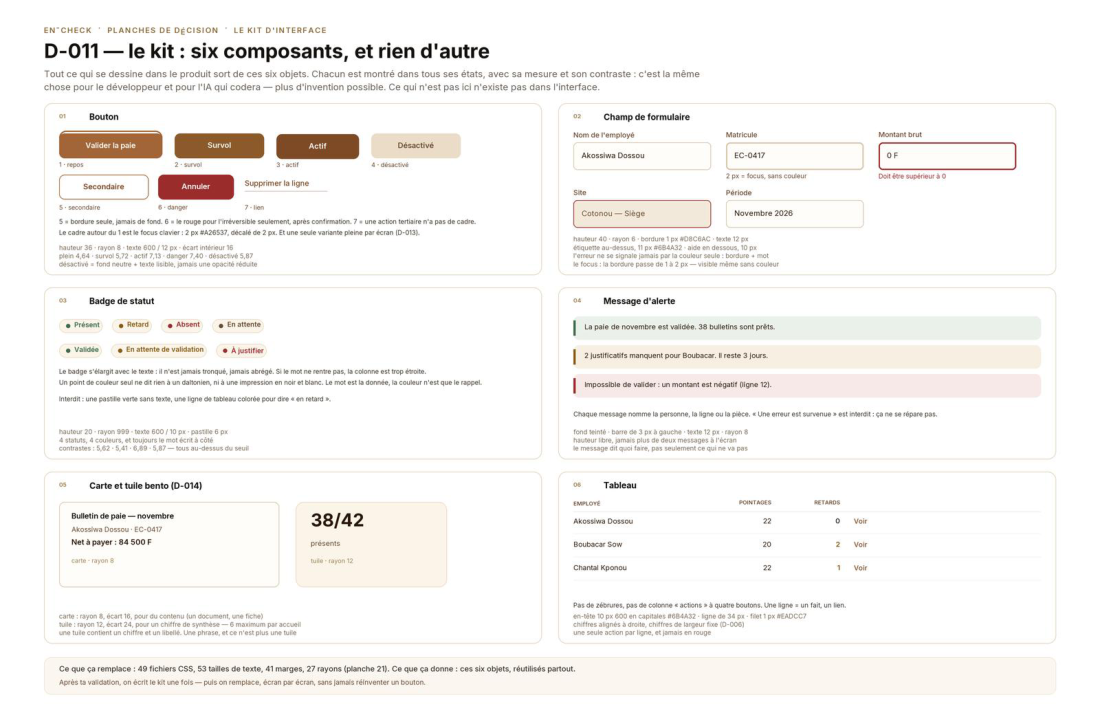 EN˜CHECK ˙ PLANCHES DE DéCISION ˙ LE KIT D'INTERFACE
D-011 — le kit : six composants, et rien d'autre
Tout ce qui se dessine dans le produit sort de ces six objets. Chacun est montré dans tous ses états, avec sa mesure et son contraste : c'est la même
chose pour le développeur et pour l'IA qui codera — plus d'invention possible. Ce qui n'est pas ici n'existe pas dans l'interface.
01 Bouton
Valider la paie Survol Actif Désactivé
1 · repos 2 · survol 3 · actif 4 · désactivé
Secondaire Annuler Supprimer la ligne
5 · secondaire 6 · danger 7 · lien
5 = bordure seule, jamais de fond. 6 = le rouge pour l'irréversible seulement, après confirmation. 7 = une action tertiaire n'a pas de cadre.
Le cadre autour du 1 est le focus clavier : 2 px #A26537, décalé de 2 px. Et une seule variante pleine par écran (D-013).
hauteur 36 · rayon 8 · texte 600 / 12 px · écart intérieur 16
plein 4,64 · survol 5,72 · actif 7,13 · danger 7,40 · désactivé 5,87
désactivé = fond neutre + texte lisible, jamais une opacité réduite
02 Champ de formulaire
Nom de l'employé Matricule Montant brut
Akossiwa Dossou EC-0417 0 F
2 px = focus, sans couleur Doit être supérieur à 0
Site Période
Cotonou — Siège Novembre 2026
hauteur 40 · rayon 6 · bordure 1 px #D8C6AC · texte 12 px
étiquette au-dessus, 11 px #6B4A32 · aide en dessous, 10 px
l'erreur ne se signale jamais par la couleur seule : bordure + mot
le focus : la bordure passe de 1 à 2 px — visible même sans couleur
03 Badge de statut
Présent Retard Absent En attente
Validée En attente de validation À justifier
Le badge s'élargit avec le texte : il n'est jamais tronqué, jamais abrégé. Si le mot ne rentre pas, la colonne est trop étroite.
Un point de couleur seul ne dit rien à un daltonien, ni à une impression en noir et blanc. Le mot est la donnée, la couleur n'est que le rappel.
Interdit : une pastille verte sans texte, une ligne de tableau colorée pour dire « en retard ».
hauteur 20 · rayon 999 · texte 600 / 10 px · pastille 6 px
4 statuts, 4 couleurs, et toujours le mot écrit à côté
contrastes : 5,62 · 5,41 · 6,89 · 5,87 — tous au-dessus du seuil
04 Message d'alerte
La paie de novembre est validée. 38 bulletins sont prêts.
2 justificatifs manquent pour Boubacar. Il reste 3 jours.
Impossible de valider : un montant est négatif (ligne 12).
Chaque message nomme la personne, la ligne ou la pièce. « Une erreur est survenue » est interdit : ça ne se répare pas.
fond teinté · barre de 3 px à gauche · texte 12 px · rayon 8
hauteur libre, jamais plus de deux messages à l'écran
le message dit quoi faire, pas seulement ce qui ne va pas
05 Carte et tuile bento (D-014)
Bulletin de paie — novembre
Akossiwa Dossou · EC-0417
Net à payer : 84 500 F
carte · rayon 8
38/42
présents
tuile · rayon 12
carte : rayon 8, écart 16, pour du contenu (un document, une fiche)
tuile : rayon 12, écart 24, pour un chiffre de synthèse — 6 maximum par accueil
une tuile contient un chiffre et un libellé. Une phrase, et ce n'est plus une tuile
06 Tableau
EMPLOYÉ POINTAGES RETARDS
Akossiwa Dossou 22 0 Voir
Boubacar Sow 20 2 Voir
Chantal Kponou 22 1 Voir
Pas de zébrures, pas de colonne « actions » à quatre boutons. Une ligne = un fait, un lien.
en-tête 10 px 600 en capitales #6B4A32 · ligne de 34 px · filet 1 px #EADCC7
chiffres alignés à droite, chiffres de largeur fixe (D-006)
une seule action par ligne, et jamais en rouge
Ce que ça remplace : 49 fichiers CSS, 53 tailles de texte, 41 marges, 27 rayons (planche 21). Ce que ça donne : ces six objets, réutilisés partout.
Après ta validation, on écrit le kit une fois — puis on remplace, écran par écran, sans jamais réinventer un bouton.